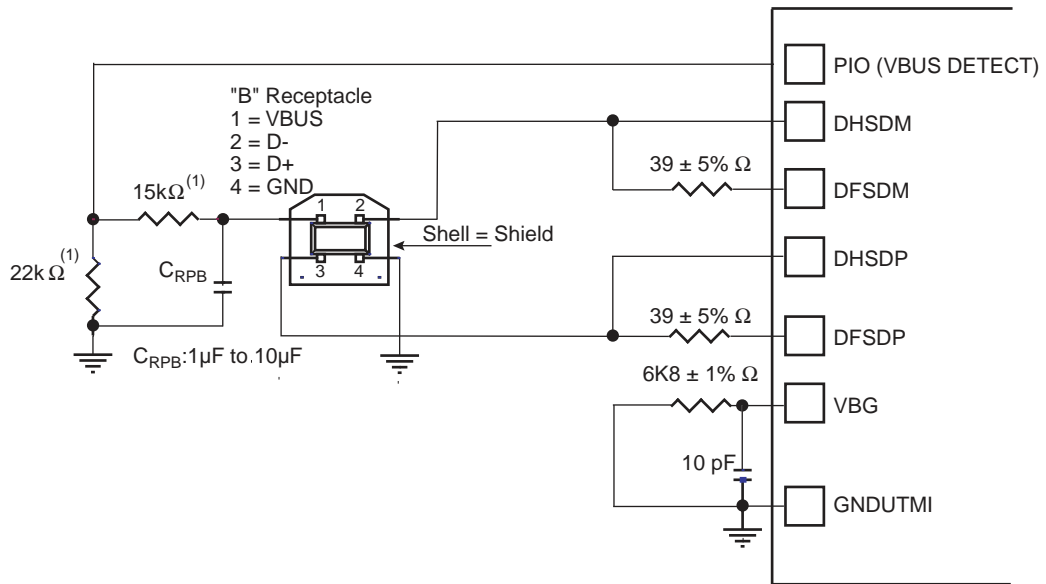 PIO (VBUS DETECT)
"B" Receptacle
1 = VBUS
2 = D-
3 = D+
4 = GND
DHSDM
39 ± 5% Ω
DFSDM
15kΩ(1)
1 2
Shell = Shield
DHSDP
22kΩ(1)
CRPB
3 4
39 ± 5% Ω
DFSDP
CRPB:1µF to 10µF
6K8 ± 1% Ω
VBG
10 pF
GNDUTMI